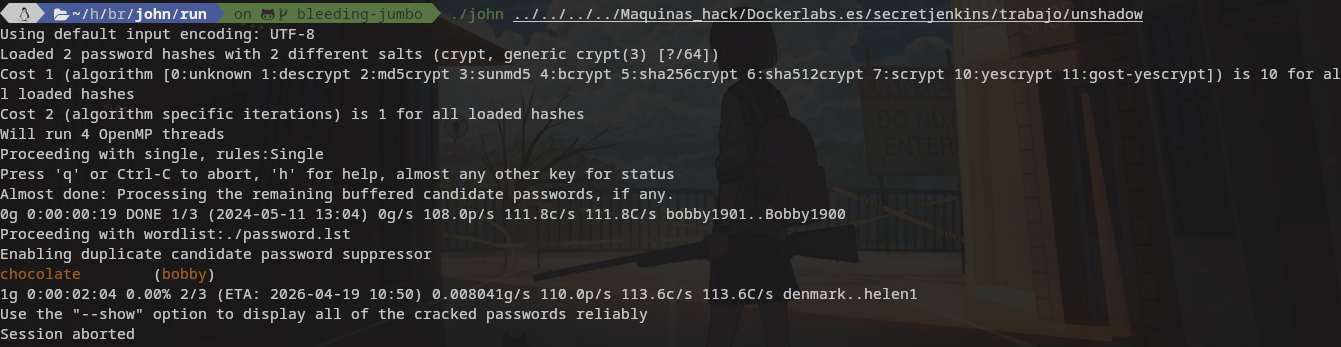 ~/h/br/john/run on bleeding-jumbo ./john ../../../../Maquinas_hack/Dockerlabs.es/secretjenkins/trabajo/unshadow
Using default input encoding: UTF-8
Loaded 2 password hashes with 2 different salts (crypt, generic crypt(3) [?/64])
Cost 1 (algorithm [0:unknown 1:descrypt 2:md5crypt 3:sunmd5 4:bcrypt 5:sha256crypt 6:sha512crypt 7:scrypt 10:yescrypt 11:gost-yescrypt]) is 10 for al
l loaded hashes
Cost 2 (algorithm specific iterations) is 1 for all loaded hashes
Will run 4 OpenMP threads
Proceeding with single, rules:Single
Press 'q' or Ctrl-C to abort, 'h' for help, almost any other key for status
Almost done: Processing the remaining buffered candidate passwords, if any.
0g 0:00:00:19 DONE 1/3 (2024-05-11 13:04) 0g/s 108.0p/s 111.8c/s 111.8C/s bobby1901..Bobby1900
Proceeding with wordlist:./password.lst
Enabling duplicate candidate password suppressor
chocolate        (bobby)
1g 0:00:02:04 0.00% 2/3 (ETA: 2026-04-19 10:50) 0.008041g/s 110.0p/s 113.6c/s 113.6C/s denmark..helen1
Use the "--show" option to display all of the cracked passwords reliably
Session aborted
DO NOT
ENTER